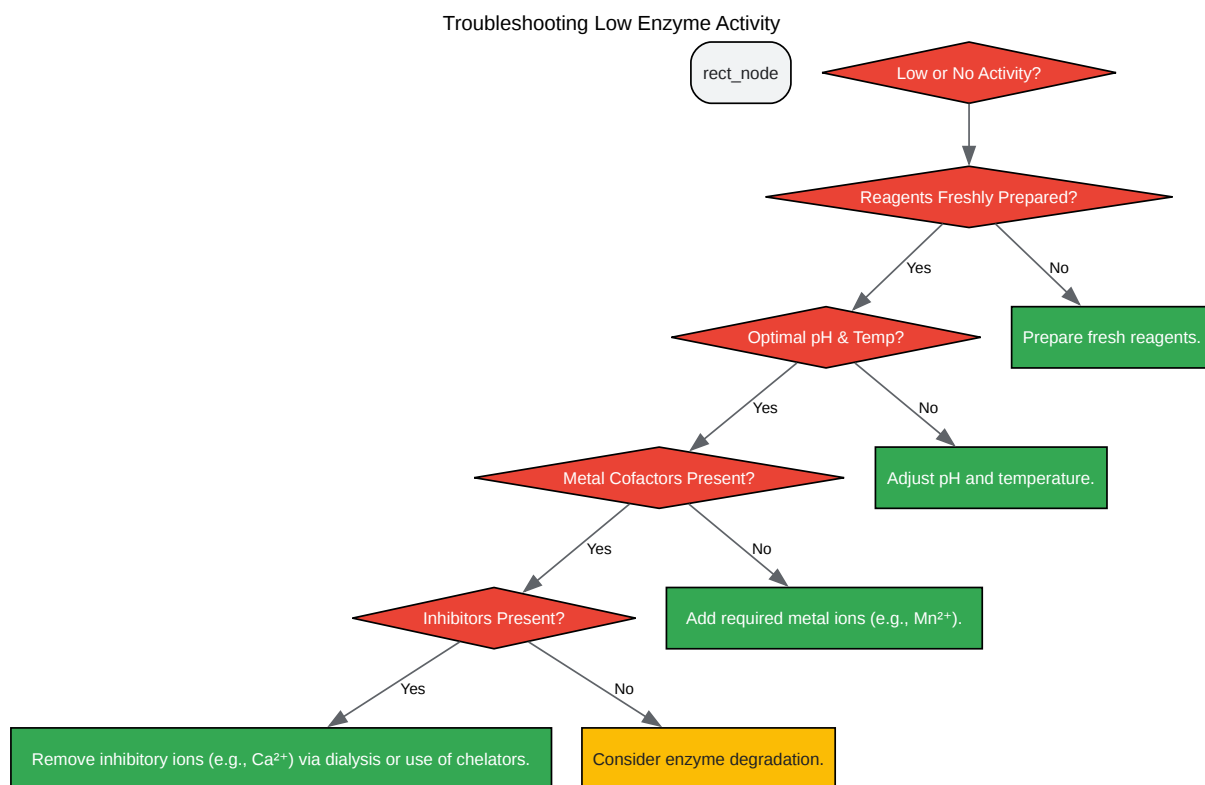 Troubleshooting Low Enzyme Activity
rect_node
Low or No Activity?
Reagents Freshly Prepared?
Yes
No
Optimal pH & Temp?
Prepare fresh reagents.
Yes
No
Metal Cofactors Present?
Adjust pH and temperature.
Yes
No
Inhibitors Present?
Add required metal ions (e.g., Mn²⁺).
Yes
No
Remove inhibitory ions (e.g., Ca²⁺) via dialysis or use of chelators.
Consider enzyme degradation.